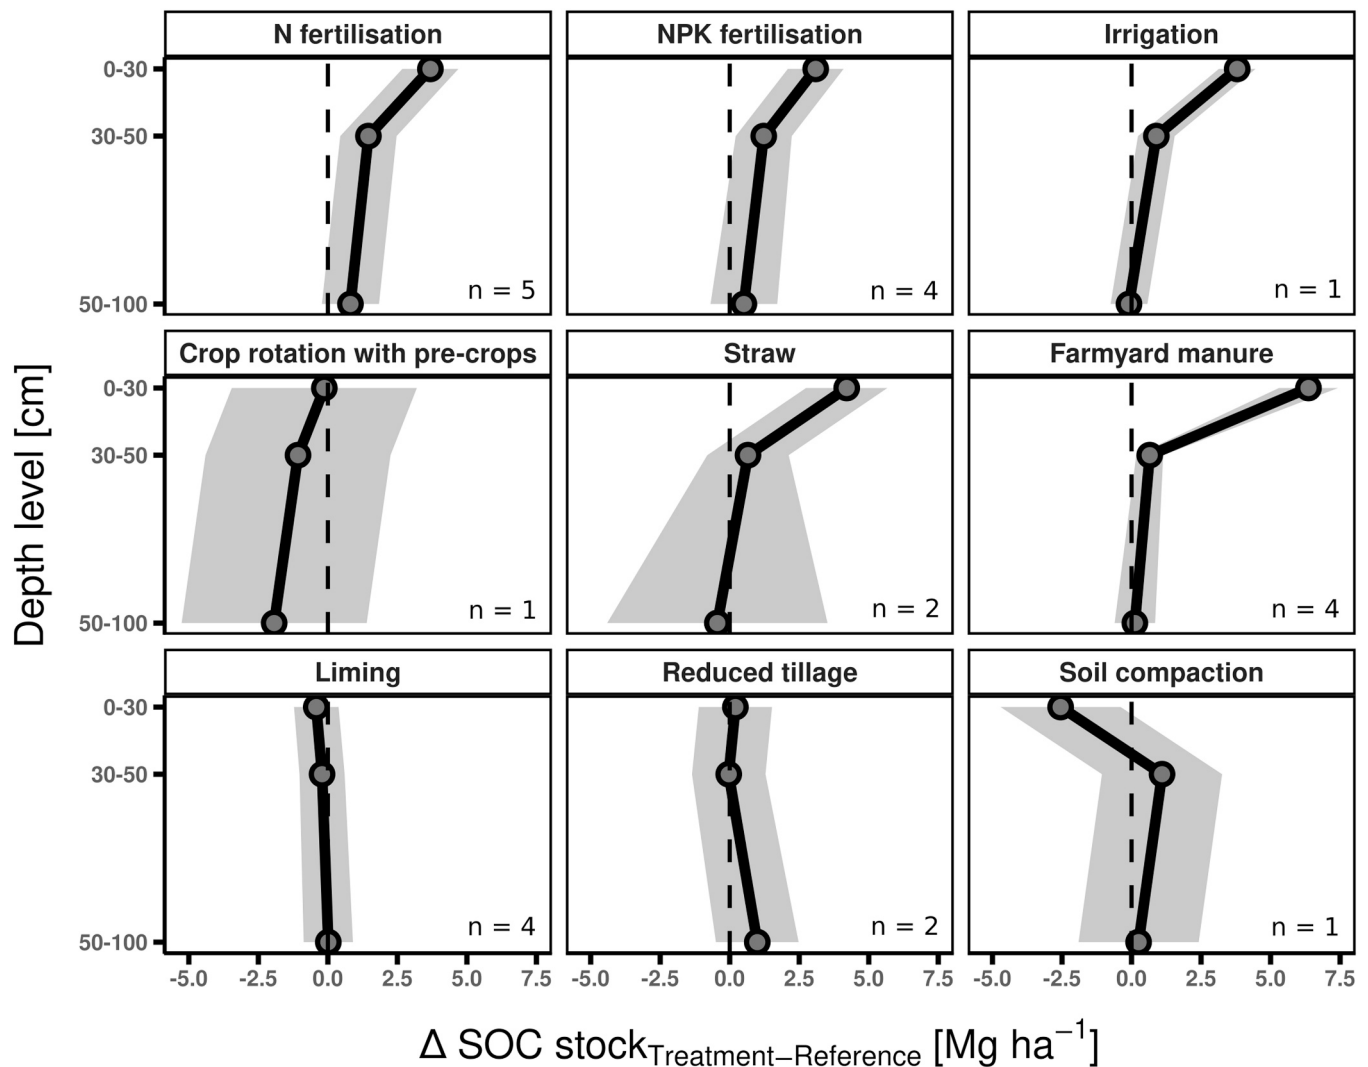 N fertilisation
NPK fertilisation
Irrigation
0-30
30-50
50-100
n = 5
n = 4
n = 1
Crop rotation with pre-crops
Straw
Farmyard manure
0-30
30-50
50-100
n = 1
n = 2
n = 4
Liming
Reduced tillage
Soil compaction
0-30
30-50
50-100
n = 4
n = 2
n = 1
-5.0 -2.5 0.0 2.5 5.0 7.5
-5.0 -2.5 0.0 2.5 5.0 7.5
-5.0 -2.5 0.0 2.5 5.0 7.5
Depth level [cm]
Δ SOC stock Treatment−Reference [Mg ha⁻¹]